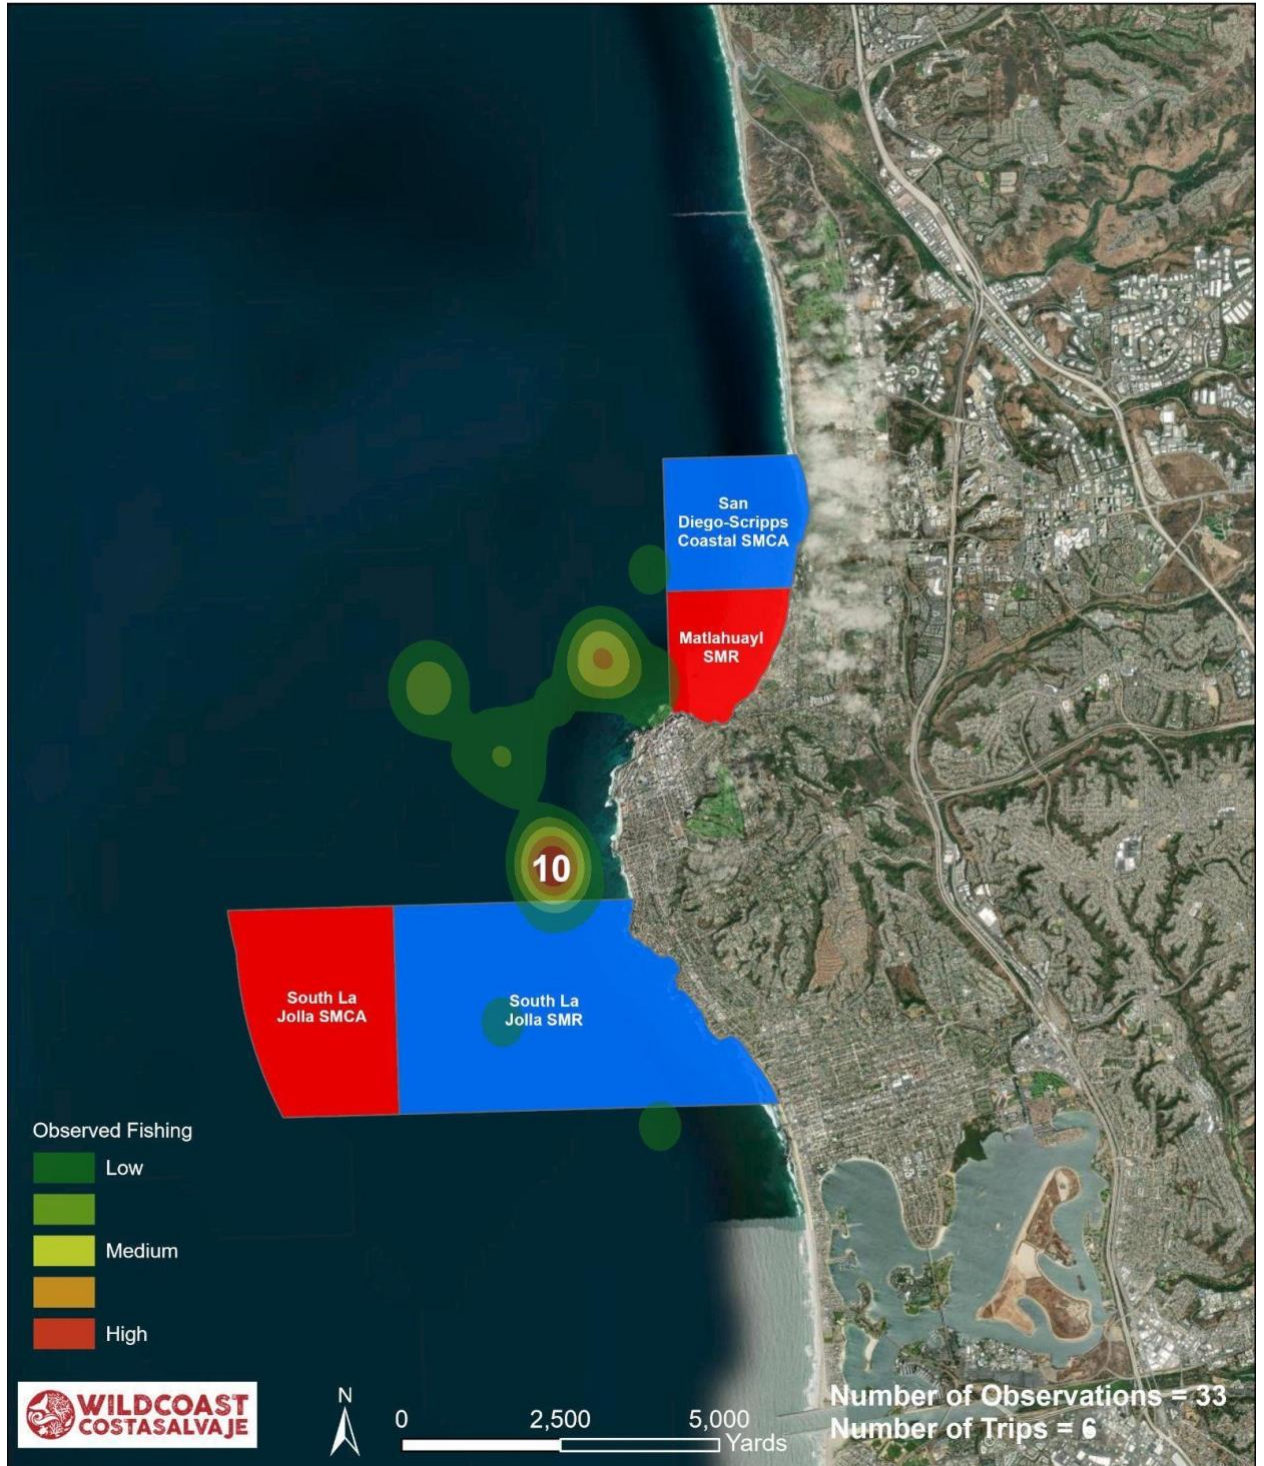 San
Diego-Scripps
Coastal SMCA
Matlahuayl
SMR
10
South La
Jolla SMCA
South La
Jolla SMR
Observed Fishing
Low
Medium
High
WILDCOAST
COSTASALVAJE
N
0 2,500 5,000
Yards
Number of Observations = 33
Number of Trips = 6